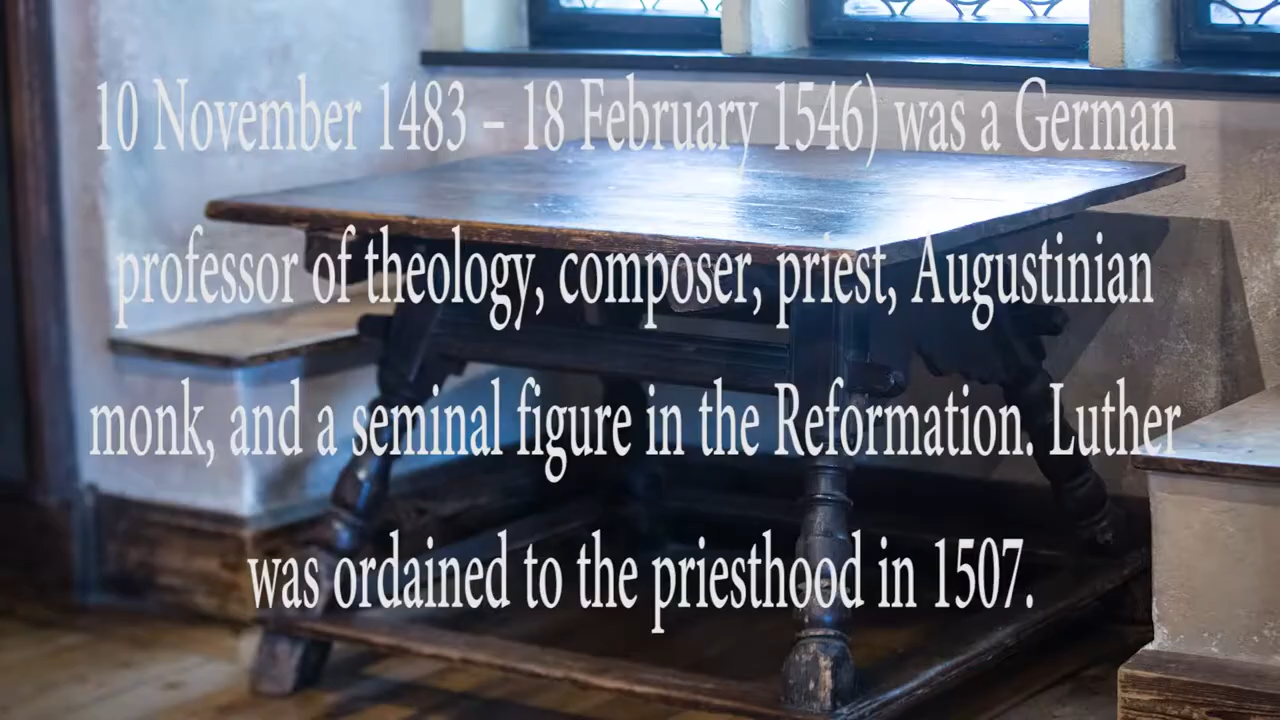 10 November 1483 – 18 February 1546) was a German
professor of theology, composer, priest, Augustinian
monk, and a seminal figure in the Reformation. Luther
was ordained to the priesthood in 1507.